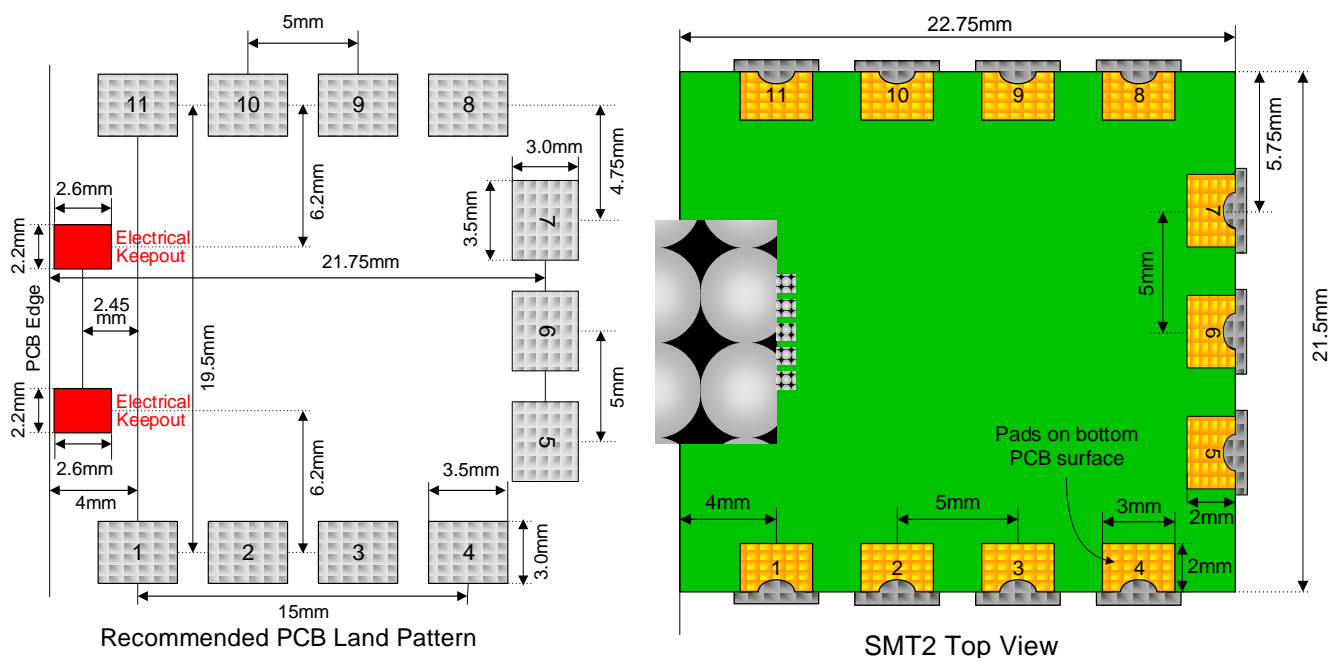 5mm
11
10
9
8
3.0mm
4.75mm
2.6mm
6.2mm
7
3.5mm
2.2mm
Electrical
Keepout
21.75mm
PCB Edge
2.45
mm
19.5mm
6
5mm
2.2mm
Electrical
Keepout
5
2.6mm
6.2mm
3.5mm
4mm
1
2
3
4
3.0mm
15mm
Recommended PCB Land Pattern
22.75mm
11
10
9
8
5.75mm
7
5mm
6
21.5mm
Pads on bottom
PCB surface
5
4mm
5mm
3mm
2mm
1
2
3
4
2mm
SMT2 Top View